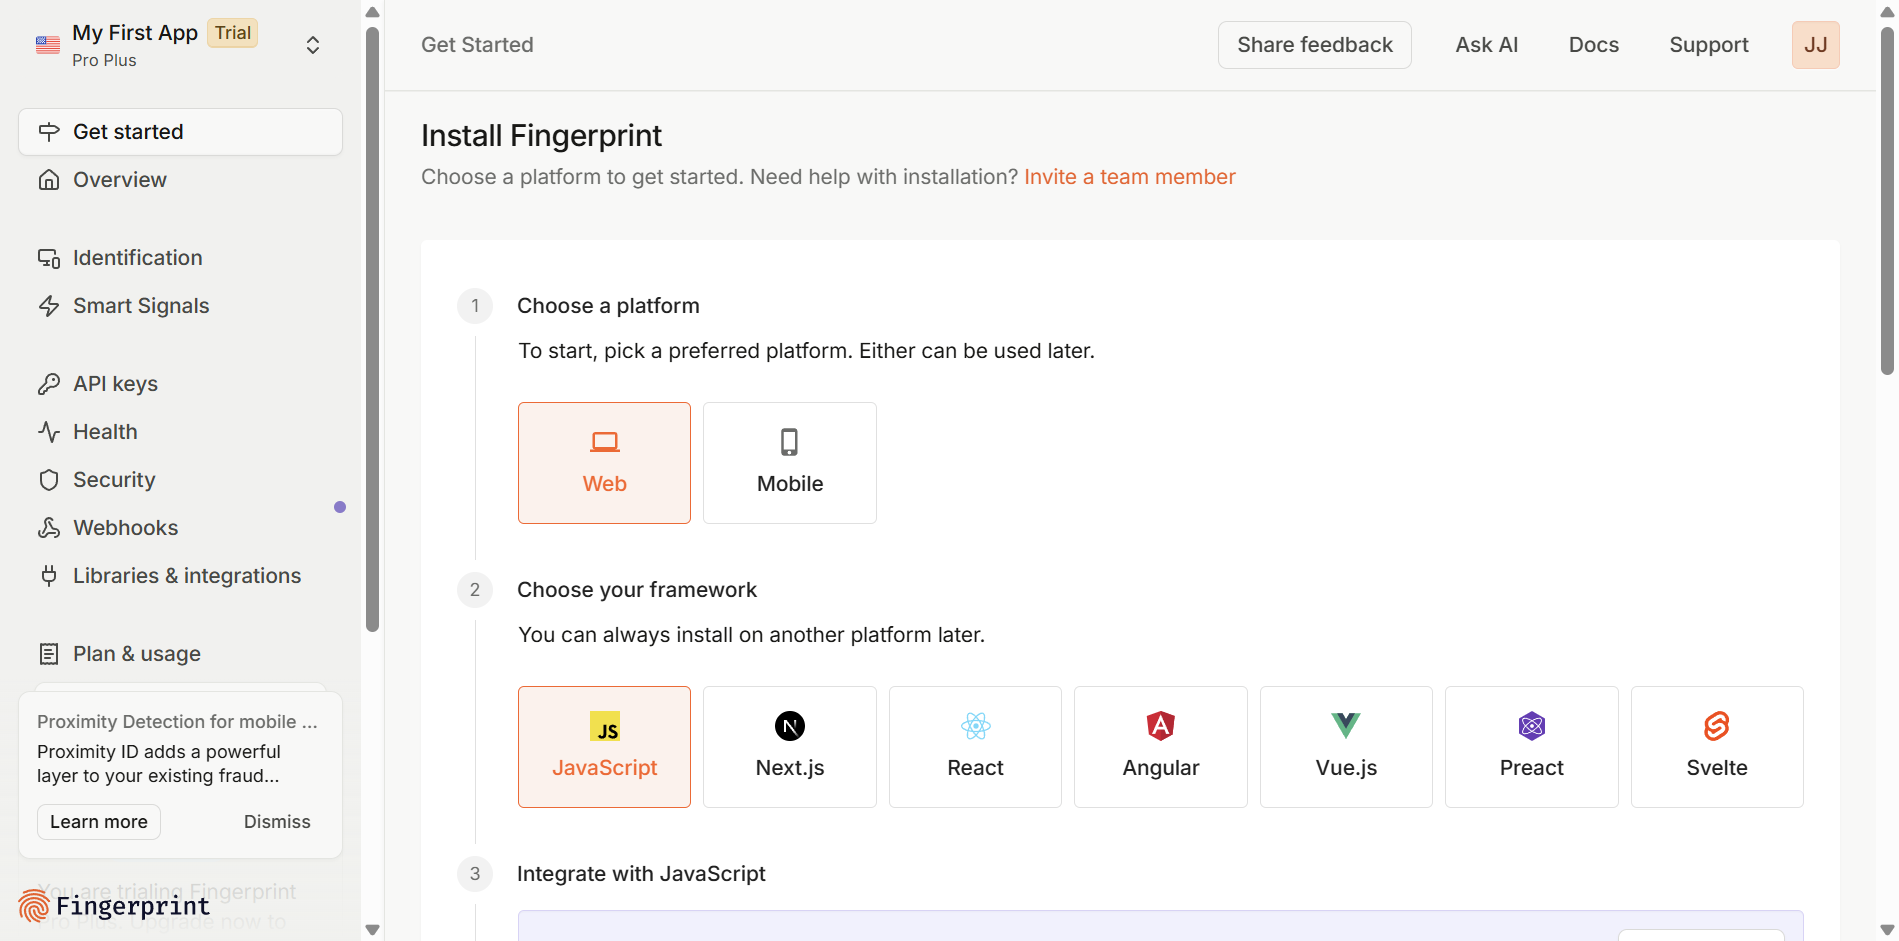 My First App Trial
Pro Plus
Get started
Overview
Identification
Smart Signals
API keys
Health
Security
Webhooks
Libraries & integrations
Plan & usage
Proximity Detection for mobile ...
Proximity ID adds a powerful
layer to your existing fraud...
Learn more
Dismiss
You are trialing Fingerprint
Pro Plus. Upgrade now to
Fingerprint
Get Started
Share feedback
Ask AI
Docs
Support
JJ
Install Fingerprint
Choose a platform to get started. Need help with installation? Invite a team member
1
Choose a platform
To start, pick a preferred platform. Either can be used later.
Web
Mobile
2
Choose your framework
You can always install on another platform later.
JS
JavaScript
N
Next.js
React
A
Angular
Vue.js
Preact
Svelte
3
Integrate with JavaScript